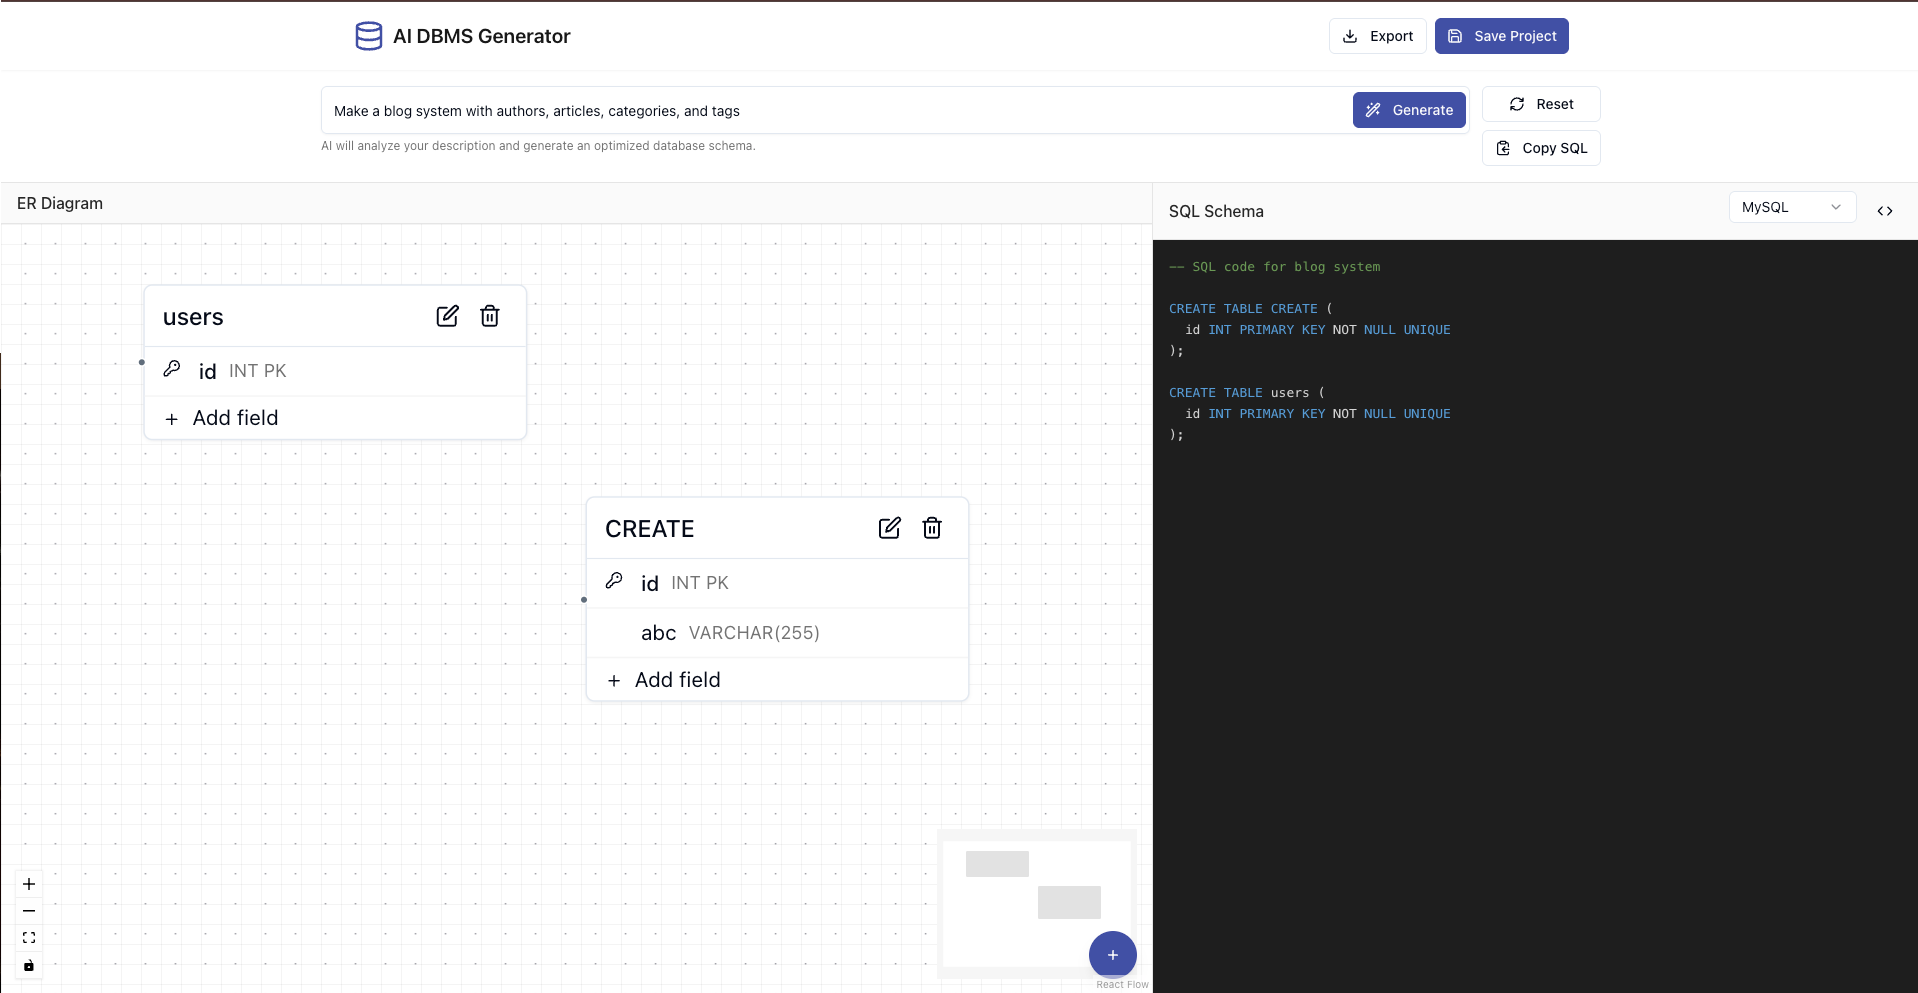 AI DBMS Generator
Export
Save Project
Make a blog system with authors, articles, categories, and tags
Generate
Reset
AI will analyze your description and generate an optimized database schema.
Copy SQL
ER Diagram
users
id INT PK
+ Add field
CREATE
id INT PK
abc VARCHAR(255)
+ Add field
React Flow
SQL Schema
MySQL
-- SQL code for blog system
CREATE TABLE CREATE (
id INT PRIMARY KEY NOT NULL UNIQUE
);
CREATE TABLE users (
id INT PRIMARY KEY NOT NULL UNIQUE
);